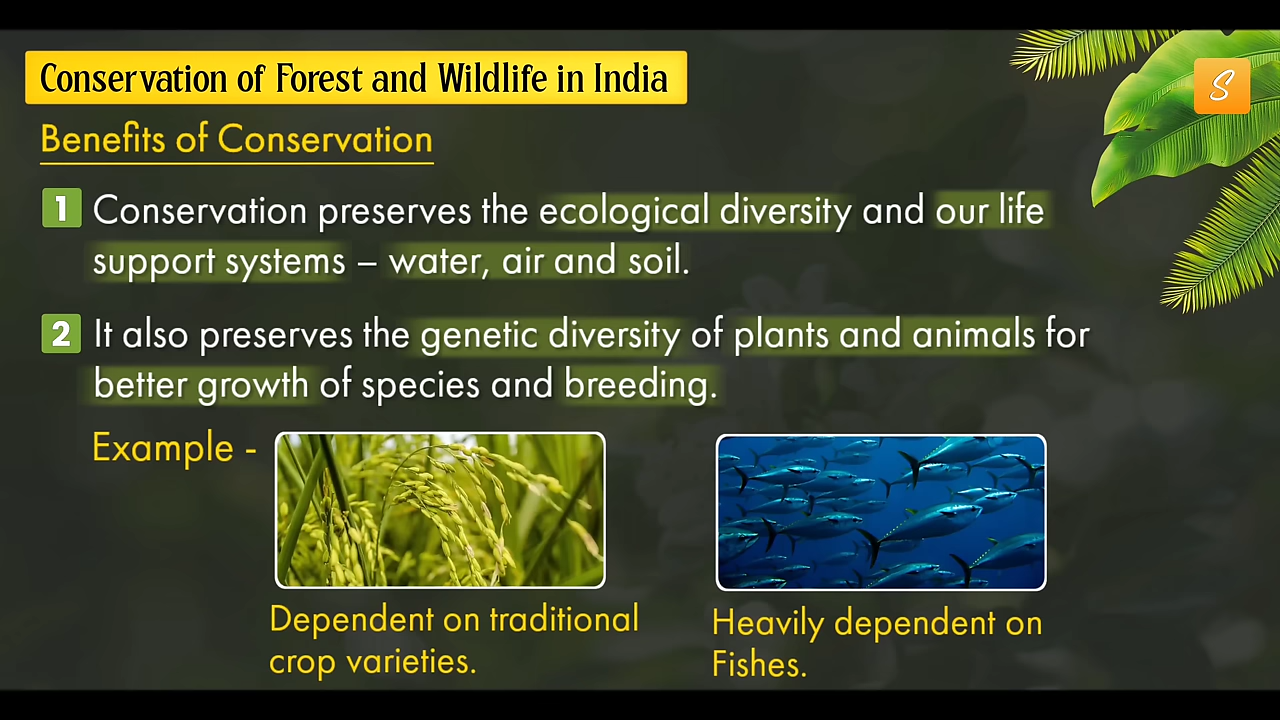 Conservation of Forest and Wildlife in India
S
Benefits of Conservation
1 Conservation preserves the ecological diversity and our life
support systems – water, air and soil.
2 It also preserves the genetic diversity of plants and animals for
better growth of species and breeding.
Example -
Dependent on traditional
crop varieties.
Heavily dependent on
Fishes.